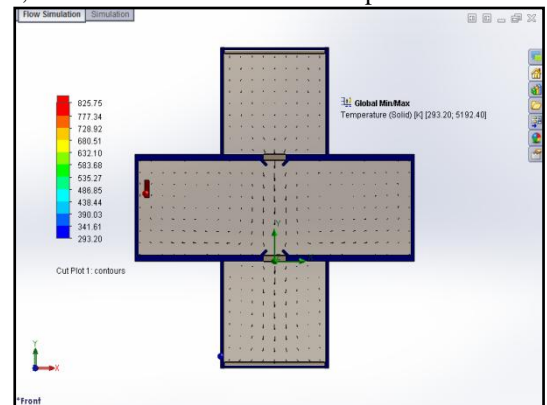 Flow Simulation Simulation
825.75
777.34
728.92
680.51
632.10
583.68
535.27
486.85
438.44
390.03
341.61
293.20
Cut Plot 1: contours
Global Min/Max
Temperature (Solid) [K] [293.20; 5192.40]
Y
Y
X
*Front